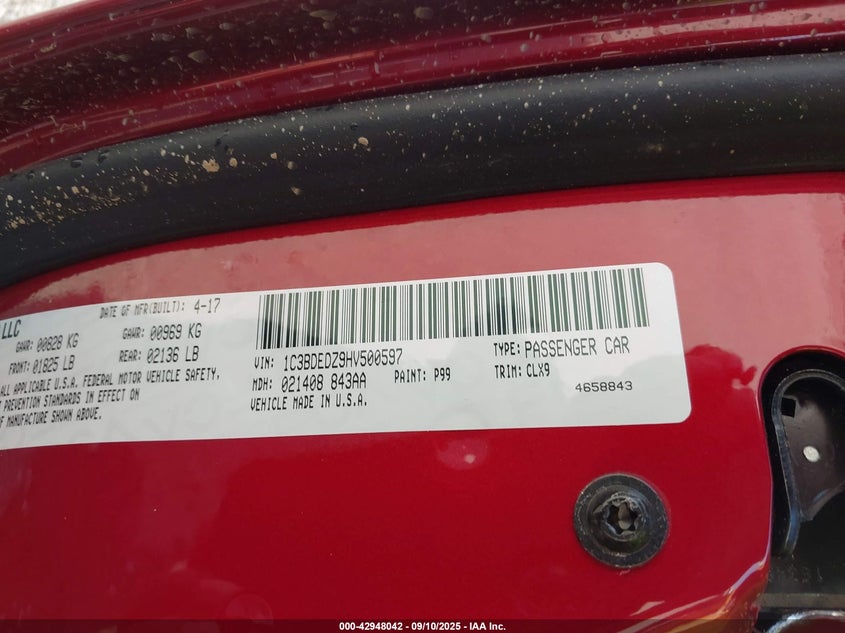 LLC
DATE OF MFR(BUILT): 4-17
GAWR: 00828 KG GAWR: 00969 KG
FRONT: 01825 LB REAR: 02136 LB
ALL APPLICABLE U.S.A. FEDERAL MOTOR VEHICLE SAFETY,
PREVENTION STANDARDS IN EFFECT ON
OF MANUFACTURE SHOWN ABOVE.
VIN: 1C3BDEDZ9HV500597 TYPE: PASSENGER CAR
MDH: 021408 843AA PAINT: P99 TRIM: CLX9
VEHICLE MADE IN U.S.A. 4658843
000-42948042 - 09/10/2025 - IAA Inc.